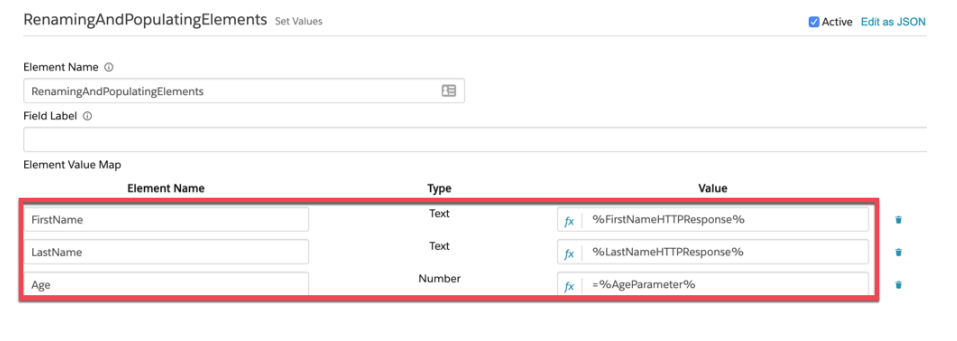 RenamingAndPopulatingElements Set Values
Active Edit as JSON
Element Name
RenamingAndPopulatingElements
Field Label
Element Value Map
Element Name Type Value
FirstName Text fx %FirstNameHTTPResponse%
LastName Text fx %LastNameHTTPResponse%
Age Number fx =%AgeParameter%